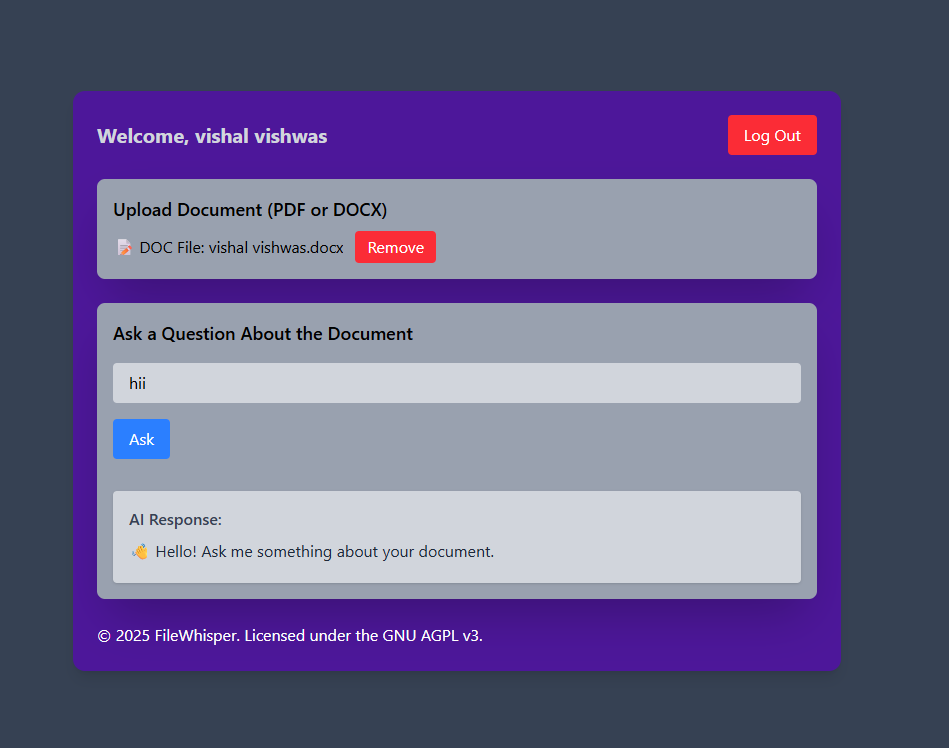 Welcome, vishal vishwas
Log Out
Upload Document (PDF or DOCX)
📝 DOC File: vishal vishwas.docx
Remove
Ask a Question About the Document
hii
Ask
AI Response:
👋 Hello! Ask me something about your document.
© 2025 FileWhisper. Licensed under the GNU AGPL v3.